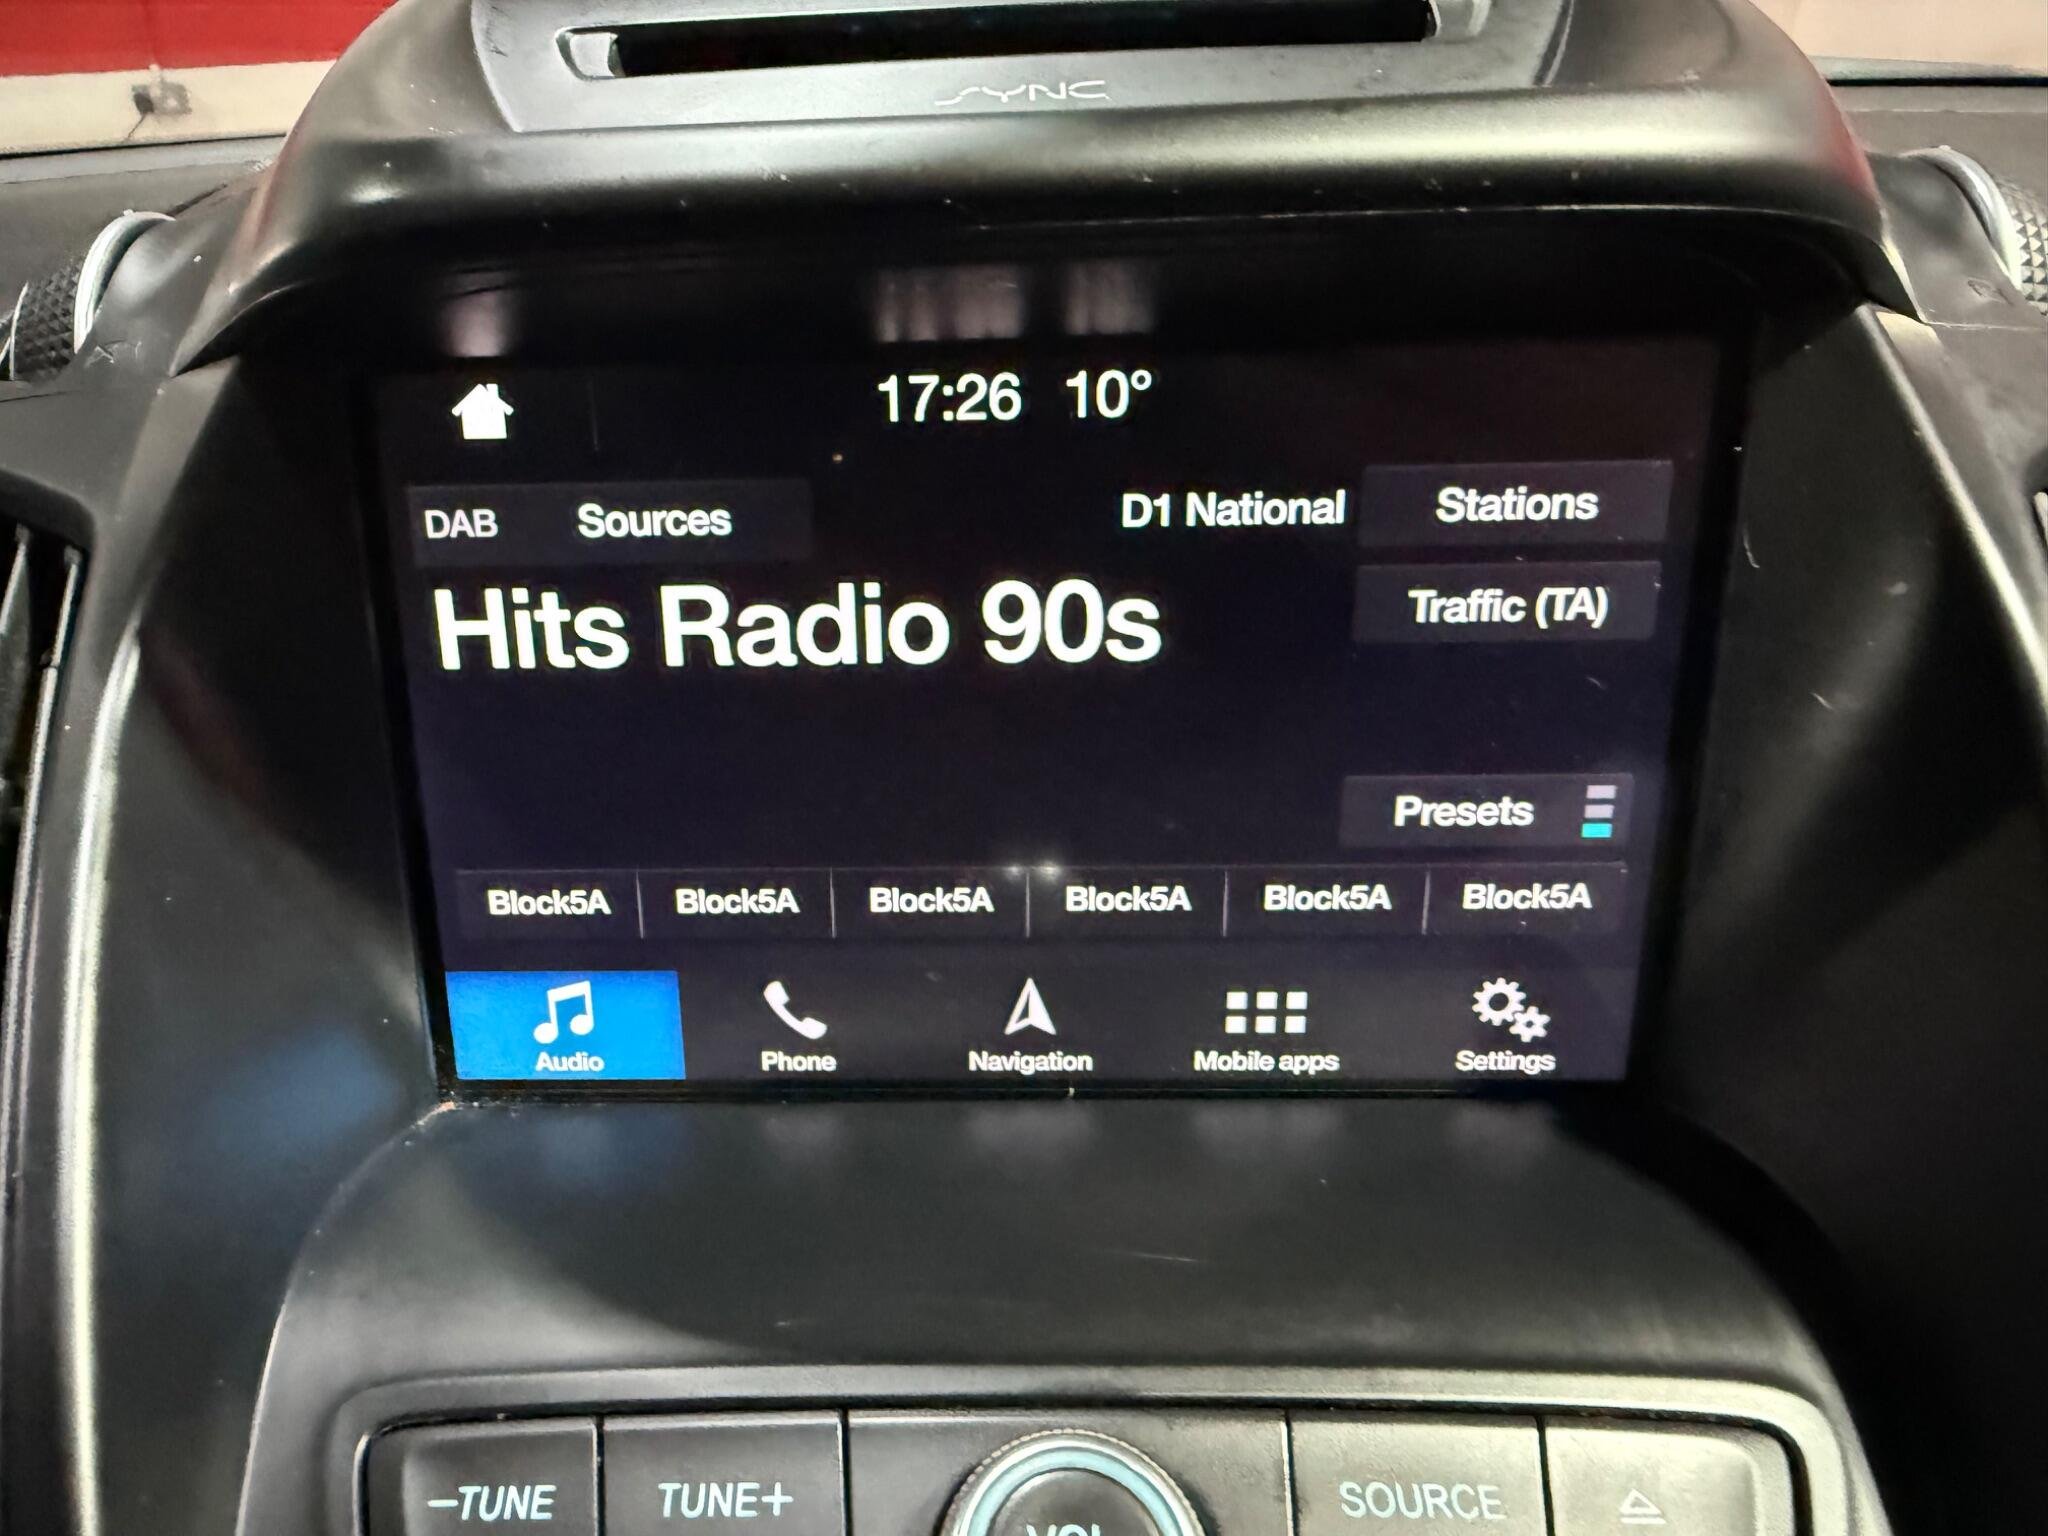 SYNC
17:26 10°
DAB Sources D1 National Stations
Hits Radio 90s Traffic (TA)
Presets
Block5A Block5A Block5A Block5A Block5A Block5A
Audio Phone Navigation Mobile apps Settings
-TUNE TUNE+ VOL SOURCE